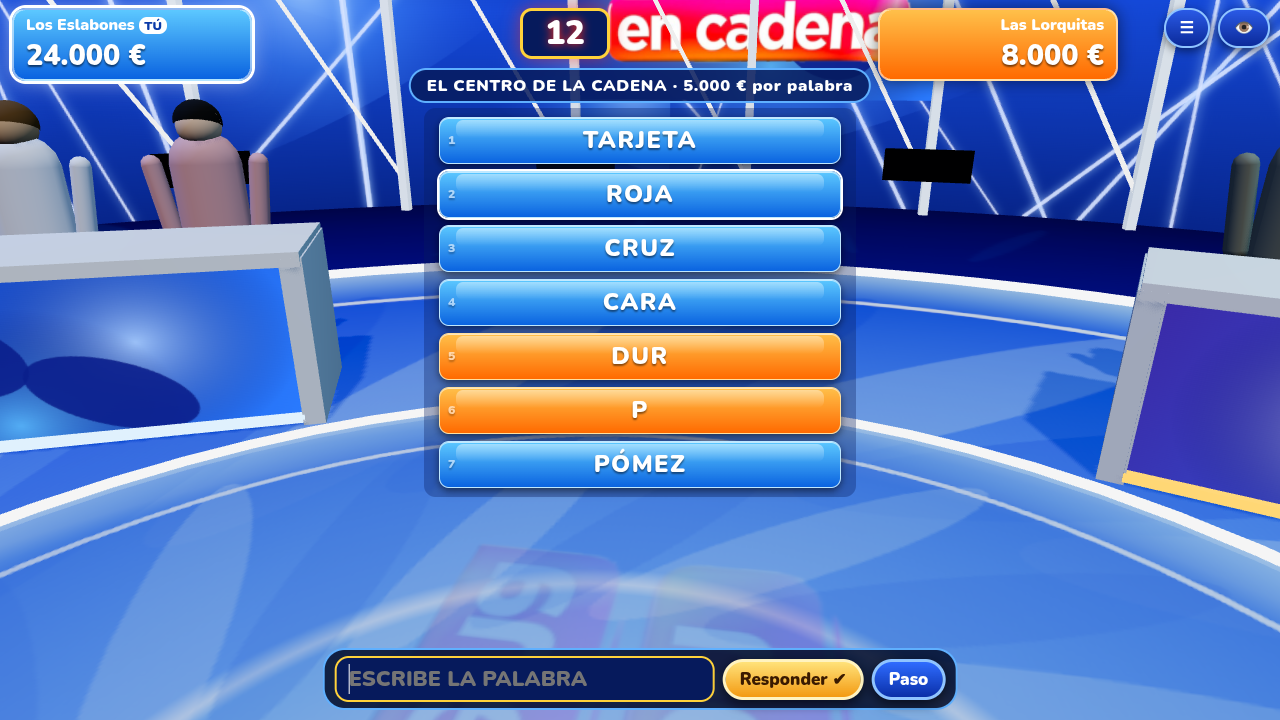 Los Eslabones TÚ
24.000 €
12
en cadena
Las Lorquitas
8.000 €
EL CENTRO DE LA CADENA · 5.000 € por palabra
1 TARJETA
2 ROJA
3 CRUZ
4 CARA
5 DUR
6 P
7 PÓMEZ
ESCRIBE LA PALABRA
Responder ✔
Paso